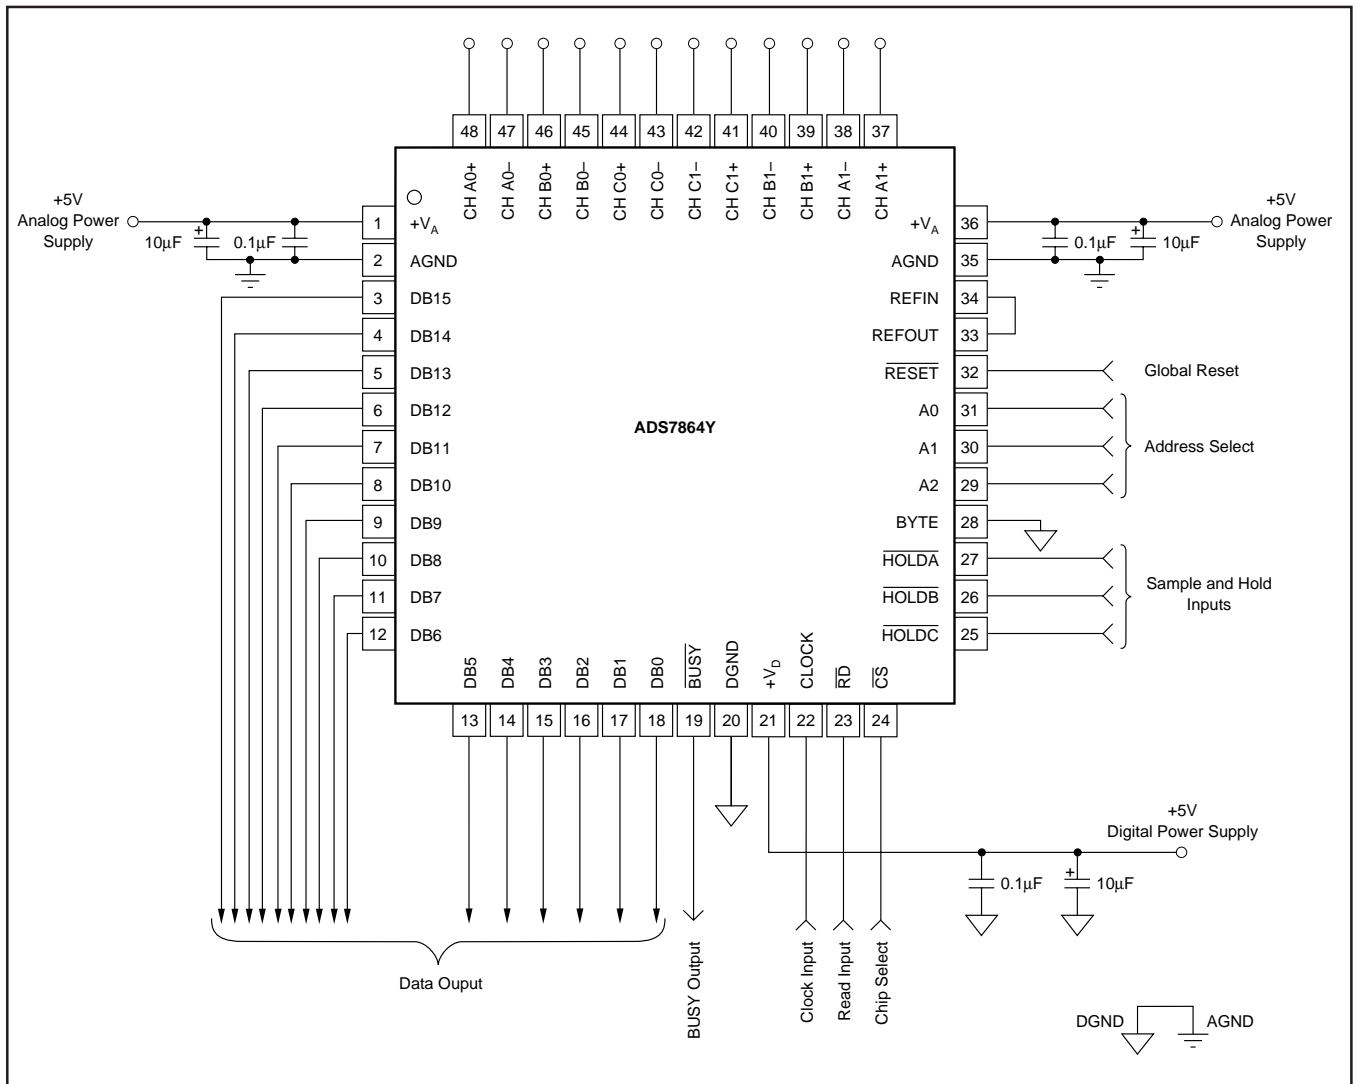 48 47 46 45 44 43 42 41 40 39 38 37
CH A0+
CH A0–
CH B0+
CH B0–
CH C0+
CH C0–
CH C1–
CH C1+
CH B1–
CH B1+
CH A1–
CH A1+
+5V
Analog Power
Supply
10µF
+
0.1µF
1 +VA
2 AGND
3 DB15
4 DB14
5 DB13
6 DB12
7 DB11
8 DB10
9 DB9
10 DB8
11 DB7
12 DB6
ADS7864Y
+VA 36
AGND 35
REFIN 34
REFOUT 33
RESET 32
A0 31
A1 30
A2 29
BYTE 28
HOLDA 27
HOLDB 26
HOLDC 25
0.1µF
+
10µF
+5V
Analog Power
Supply
Global Reset
Address Select
Sample and Hold
Inputs
DB5
DB4
DB3
DB2
DB1
DB0
BUSY
DGND
+VD
CLOCK
RD
CS
13 14 15 16 17 18 19 20 21 22 23 24
+5V
Digital Power Supply
0.1µF
+
10µF
Data Ouput
BUSY Output
Clock Input
Read Input
Chip Select
DGND
AGND